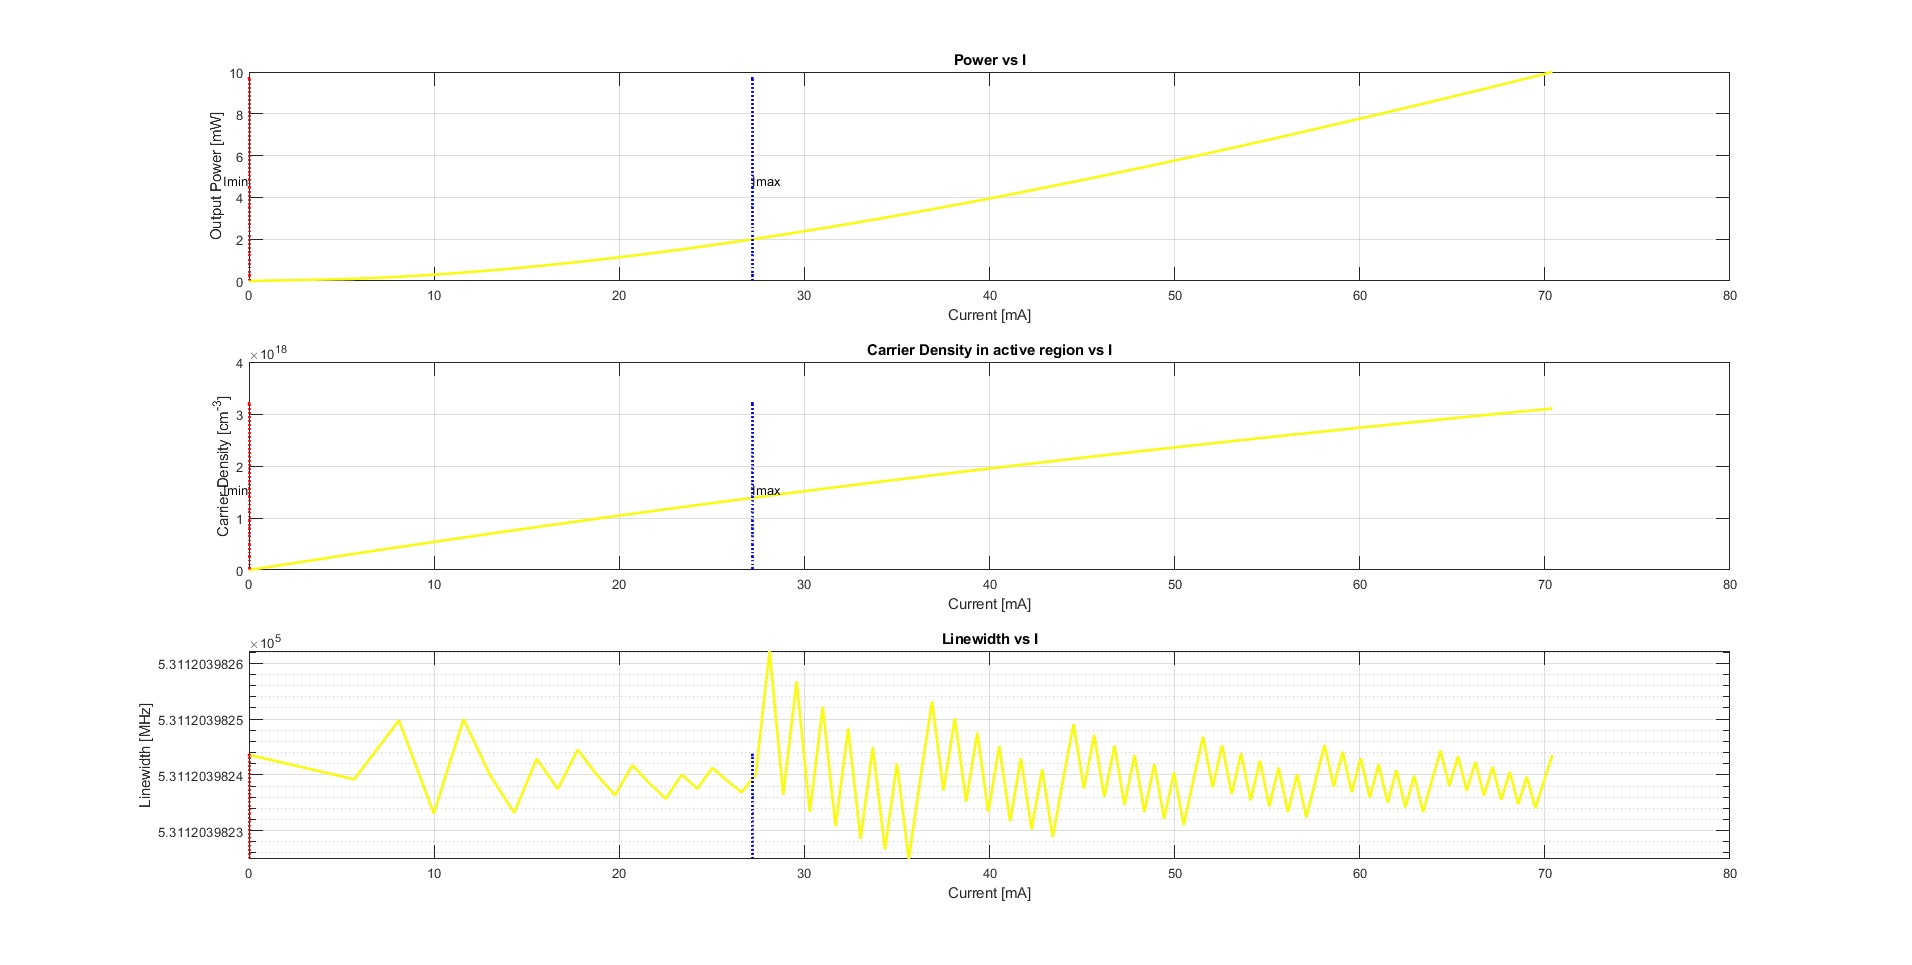 Power vs I
10
8
6
4
2
0
Output Power [mW]
Imin
Imax
0 10 20 30 40 50 60 70 80
Current [mA]
Carrier Density in active region vs I
×10^18
4
3
2
1
0
Carrier Density [cm^-3]
Imin
Imax
0 10 20 30 40 50 60 70 80
Current [mA]
Linewidth vs I
×10^5
5.3112039826
5.3112039825
5.3112039824
5.3112039823
Linewidth [MHz]
0 10 20 30 40 50 60 70 80
Current [mA]